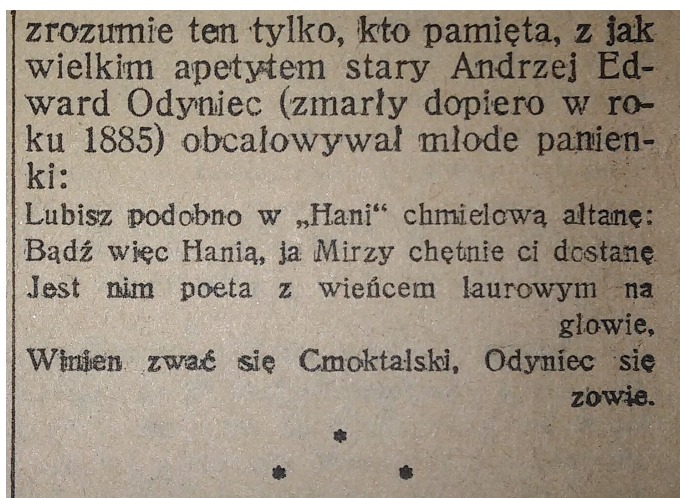 zrozumie ten tylko, kto pamięta, z jak
wielkim apetytem stary Andrzej Ed-
ward Odyniec (zmarły dopiero w ro-
ku 1885) obcałowywał młode panien-
ki:
Lubisz podobno w „Hani“ chmielową altanę:
Bądź więc Hanią, ja Mirzy chętnie ci dostanę
Jest nim poeta z wieńcem laurowym na
głowie,
Winien zwać się Cmoktalski, Odyniec się
zowie.
*
* *